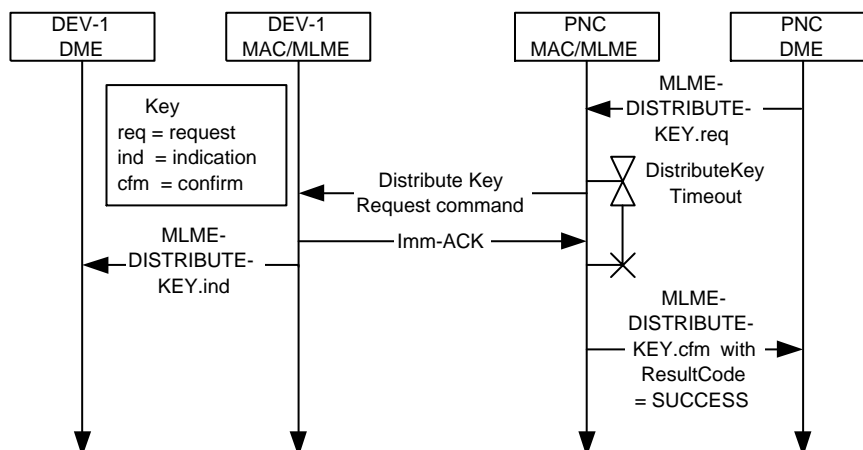 DEV-1
DME
DEV-1
MAC/MLME
PNC
MAC/MLME
PNC
DME
Key
req = request
ind = indication
cfm = confirm
MLME-
DISTRIBUTE-
KEY.req
DistributeKey
Timeout
Distribute Key
Request command
Imm-ACK
MLME-
DISTRIBUTE-
KEY.ind
MLME-
DISTRIBUTE-
KEY.cfm with
ResultCode
= SUCCESS